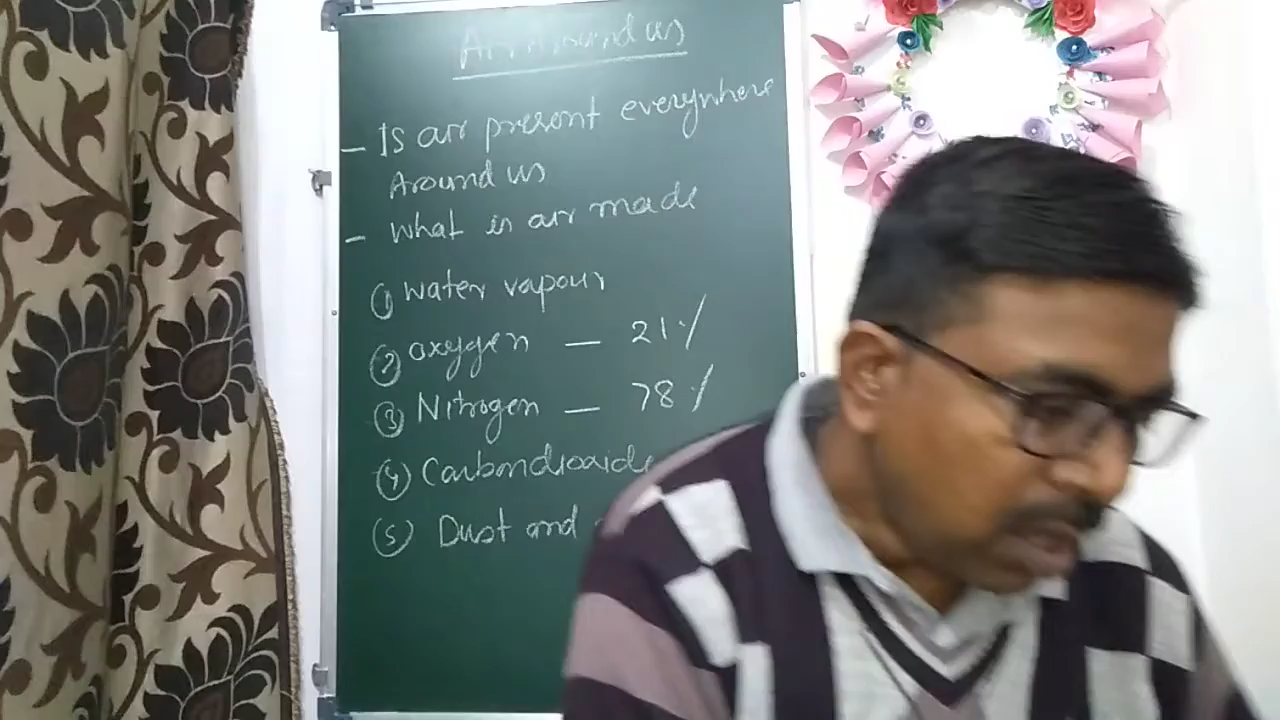 Air Around us
- Is air present everywhere
Around us
- What is air made
① Water vapour
② oxygen - 21%
③ Nitrogen - 78%
④ Carbondioxide
⑤ Dust and